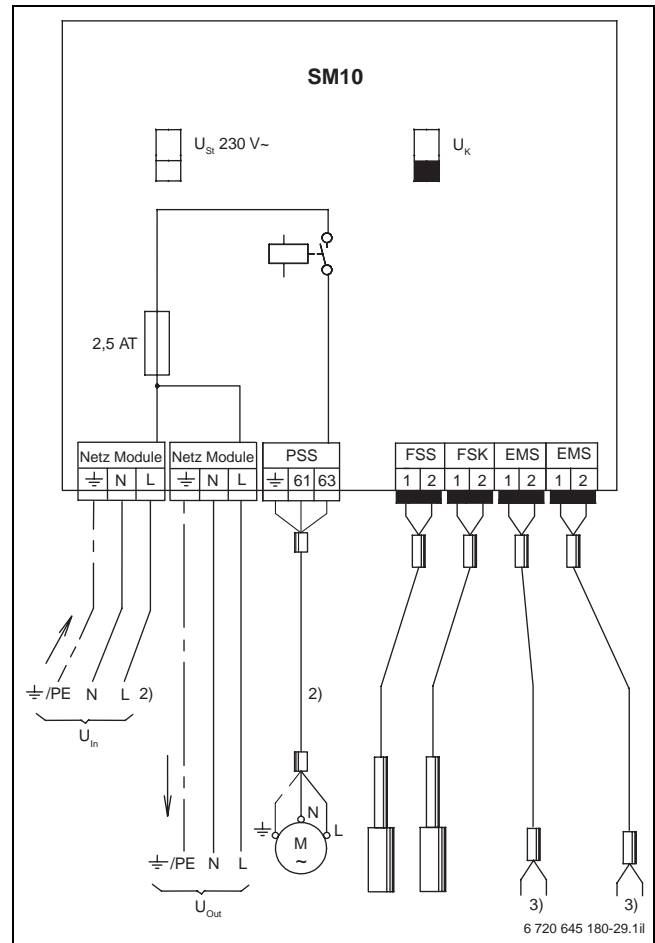 SM10
U_St 230 V~
U_K
2,5 AT
Netz Module Netz Module PSS FSS FSK EMS EMS
⏚ N L ⏚ N L ⏚ 61 63 1 2 1 2 1 2 1 2
⏚/PE N L 2)
U_In
2)
⏚ N L
M
~
⏚/PE N L
U_Out
3) 3)
6 720 645 180-29.1il